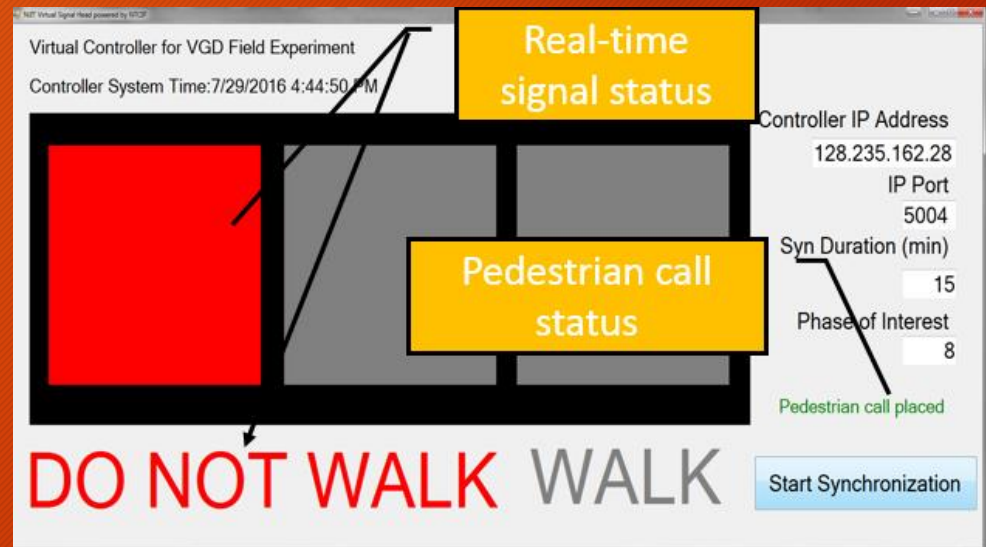 NJIT Virtual Signal Head powered by NTCIP
Virtual Controller for VGD Field Experiment
Controller System Time:7/29/2016 4:44:50 PM
Real-time
signal status
Controller IP Address
128.235.162.28
IP Port
5004
Syn Duration (min)
15
Pedestrian call
status
Phase of Interest
8
Pedestrian call placed
DO NOT WALK WALK
Start Synchronization